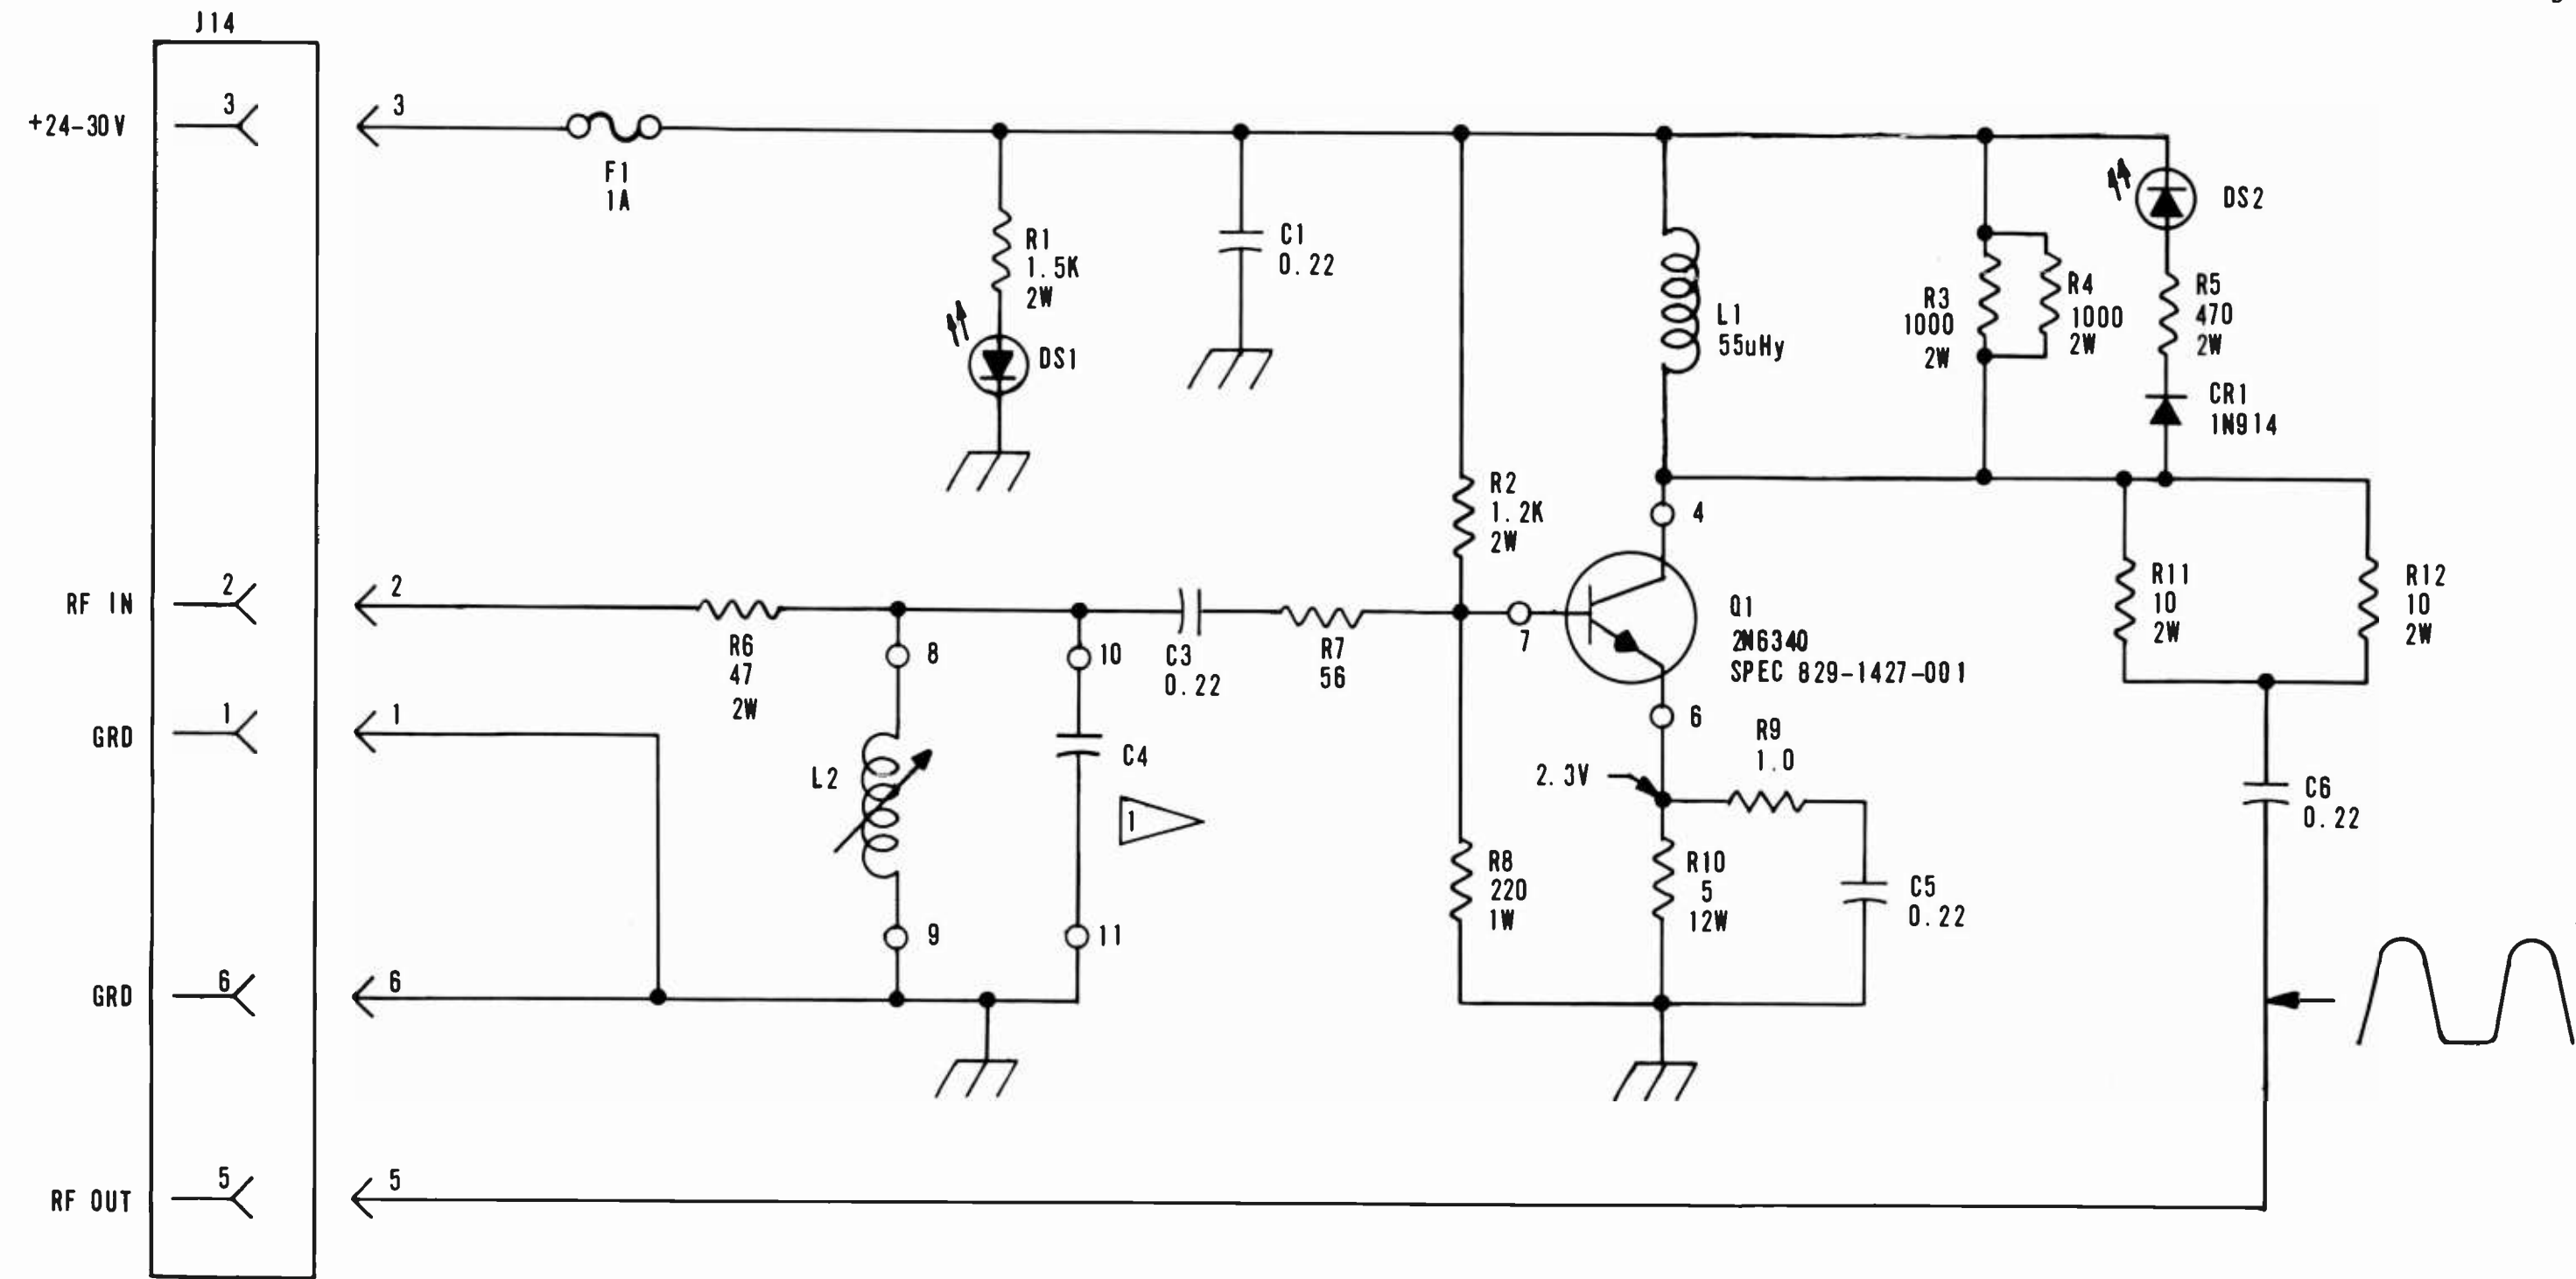 J14
+24-30V
3
3
F1
1A
R1
1.5K
2W
DS1
C1
0.22
R2
1.2K
2W
L1
55uHy
R3
1000
2W
R4
1000
2W
DS2
R5
470
2W
CR1
1N914
4
RF IN
2
2
R6
47
2W
8
10
C3
0.22
R7
56
7
Q1
2N6340
SPEC 829-1427-001
R11
10
2W
R12
10
2W
GRD
1
1
L2
C4
1
6
2.3V
R9
1.0
R8
220
1W
R10
5
12W
C5
0.22
C6
0.22
9
11
GRD
6
6
RF OUT
5
5